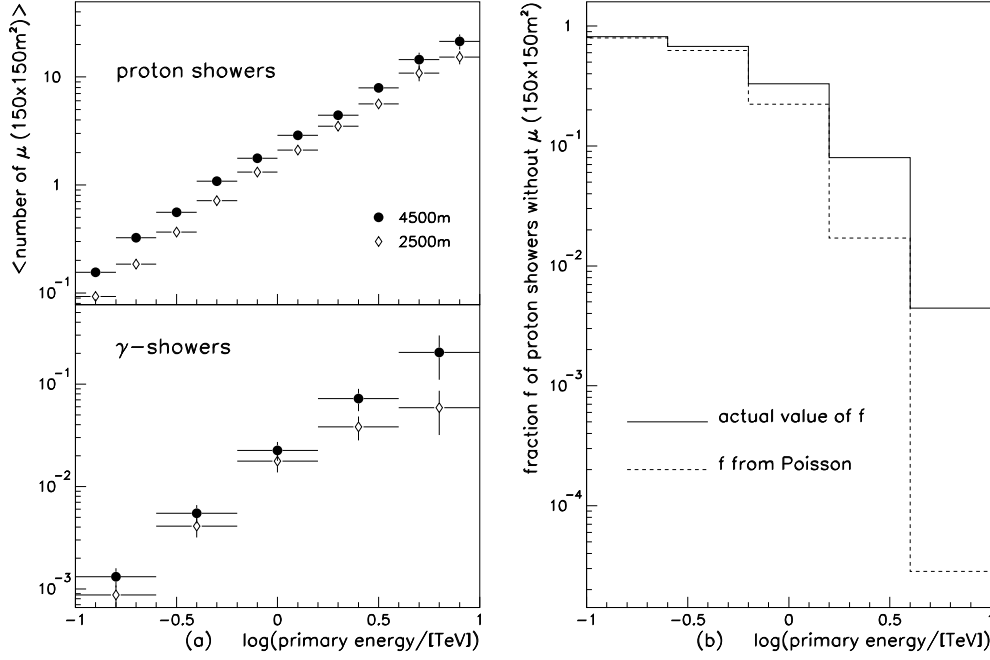 <number of μ (150x150m²)>
10
1
10⁻¹
proton showers
4500m
2500m
γ-showers
10⁻¹
10⁻²
10⁻³
-1
-0.5
0
0.5
1
(a)
log(primary energy/[TeV])
fraction f of proton showers without μ (150x150m²)
1
10⁻¹
10⁻²
10⁻³
10⁻⁴
actual value of f
f from Poisson
-1
-0.5
0
0.5
1
(b)
log(primary energy/[TeV])